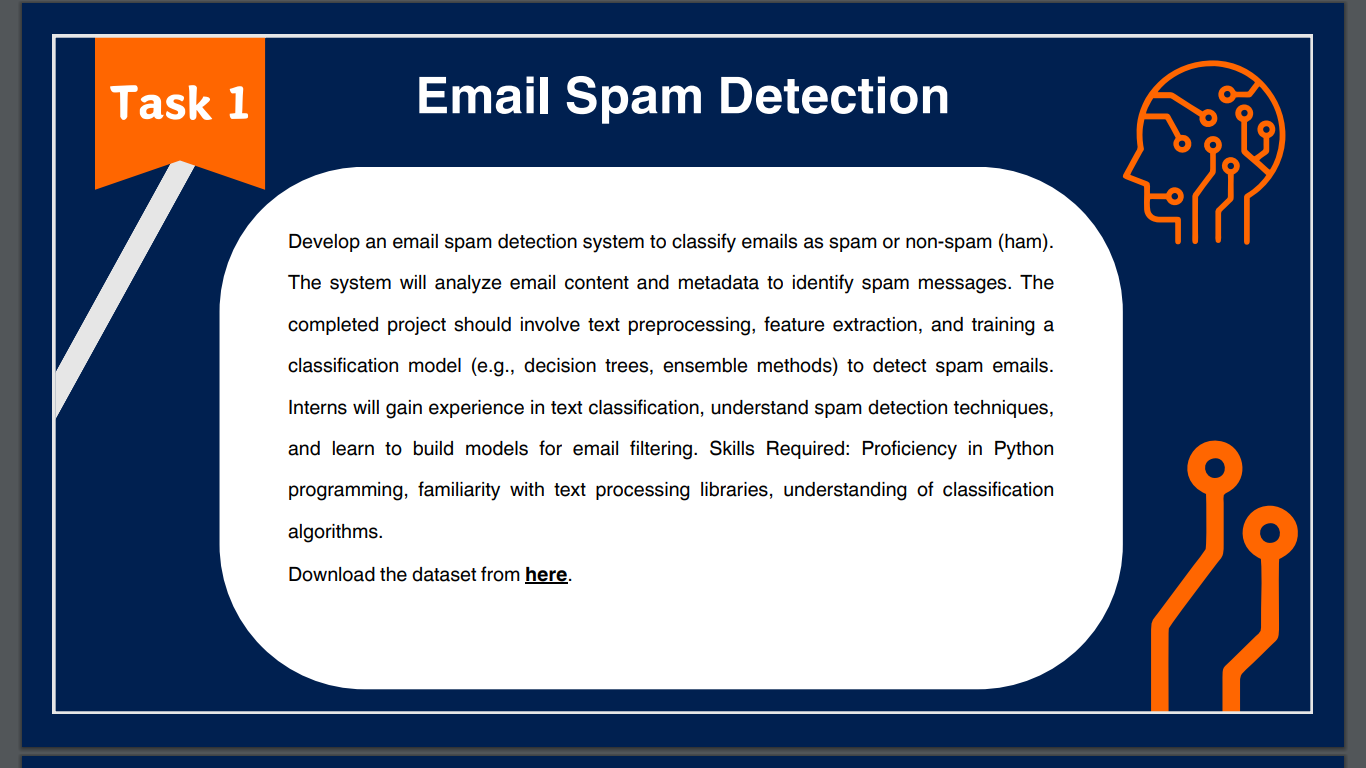 Task 1
Email Spam Detection
Develop an email spam detection system to classify emails as spam or non-spam (ham).
The system will analyze email content and metadata to identify spam messages. The
completed project should involve text preprocessing, feature extraction, and training a
classification model (e.g., decision trees, ensemble methods) to detect spam emails.
Interns will gain experience in text classification, understand spam detection techniques,
and learn to build models for email filtering. Skills Required: Proficiency in Python
programming, familiarity with text processing libraries, understanding of classification
algorithms.
Download the dataset from here.